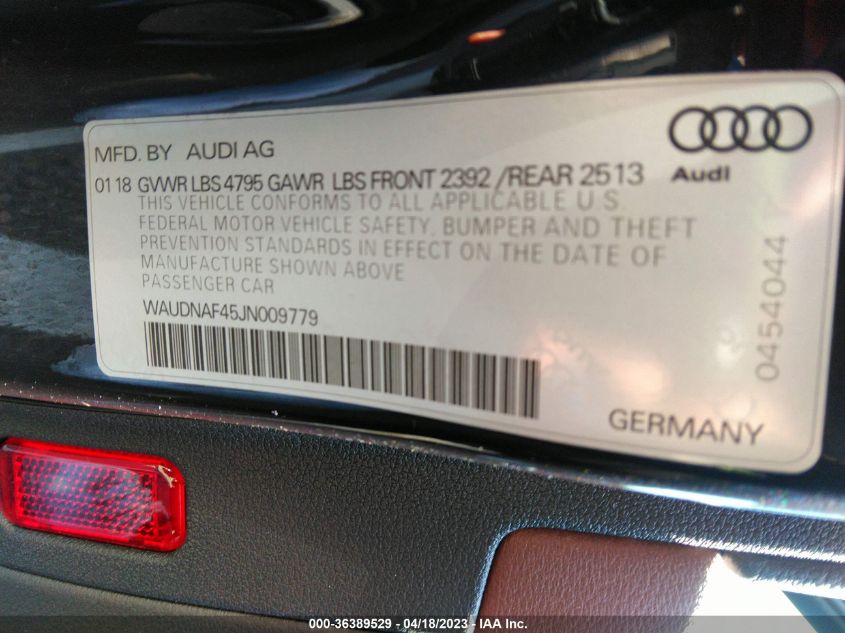 MFD. BY AUDI AG
Audi
01 18 GVWR LBS 4795 GAWR LBS FRONT 2392 /REAR 2513
THIS VEHICLE CONFORMS TO ALL APPLICABLE U.S.
FEDERAL MOTOR VEHICLE SAFETY, BUMPER AND THEFT
PREVENTION STANDARDS IN EFFECT ON THE DATE OF
MANUFACTURE SHOWN ABOVE
PASSENGER CAR
WAUDNAF45JN009779
0454044
GERMANY
000-36389529 - 04/18/2023 - IAA Inc.